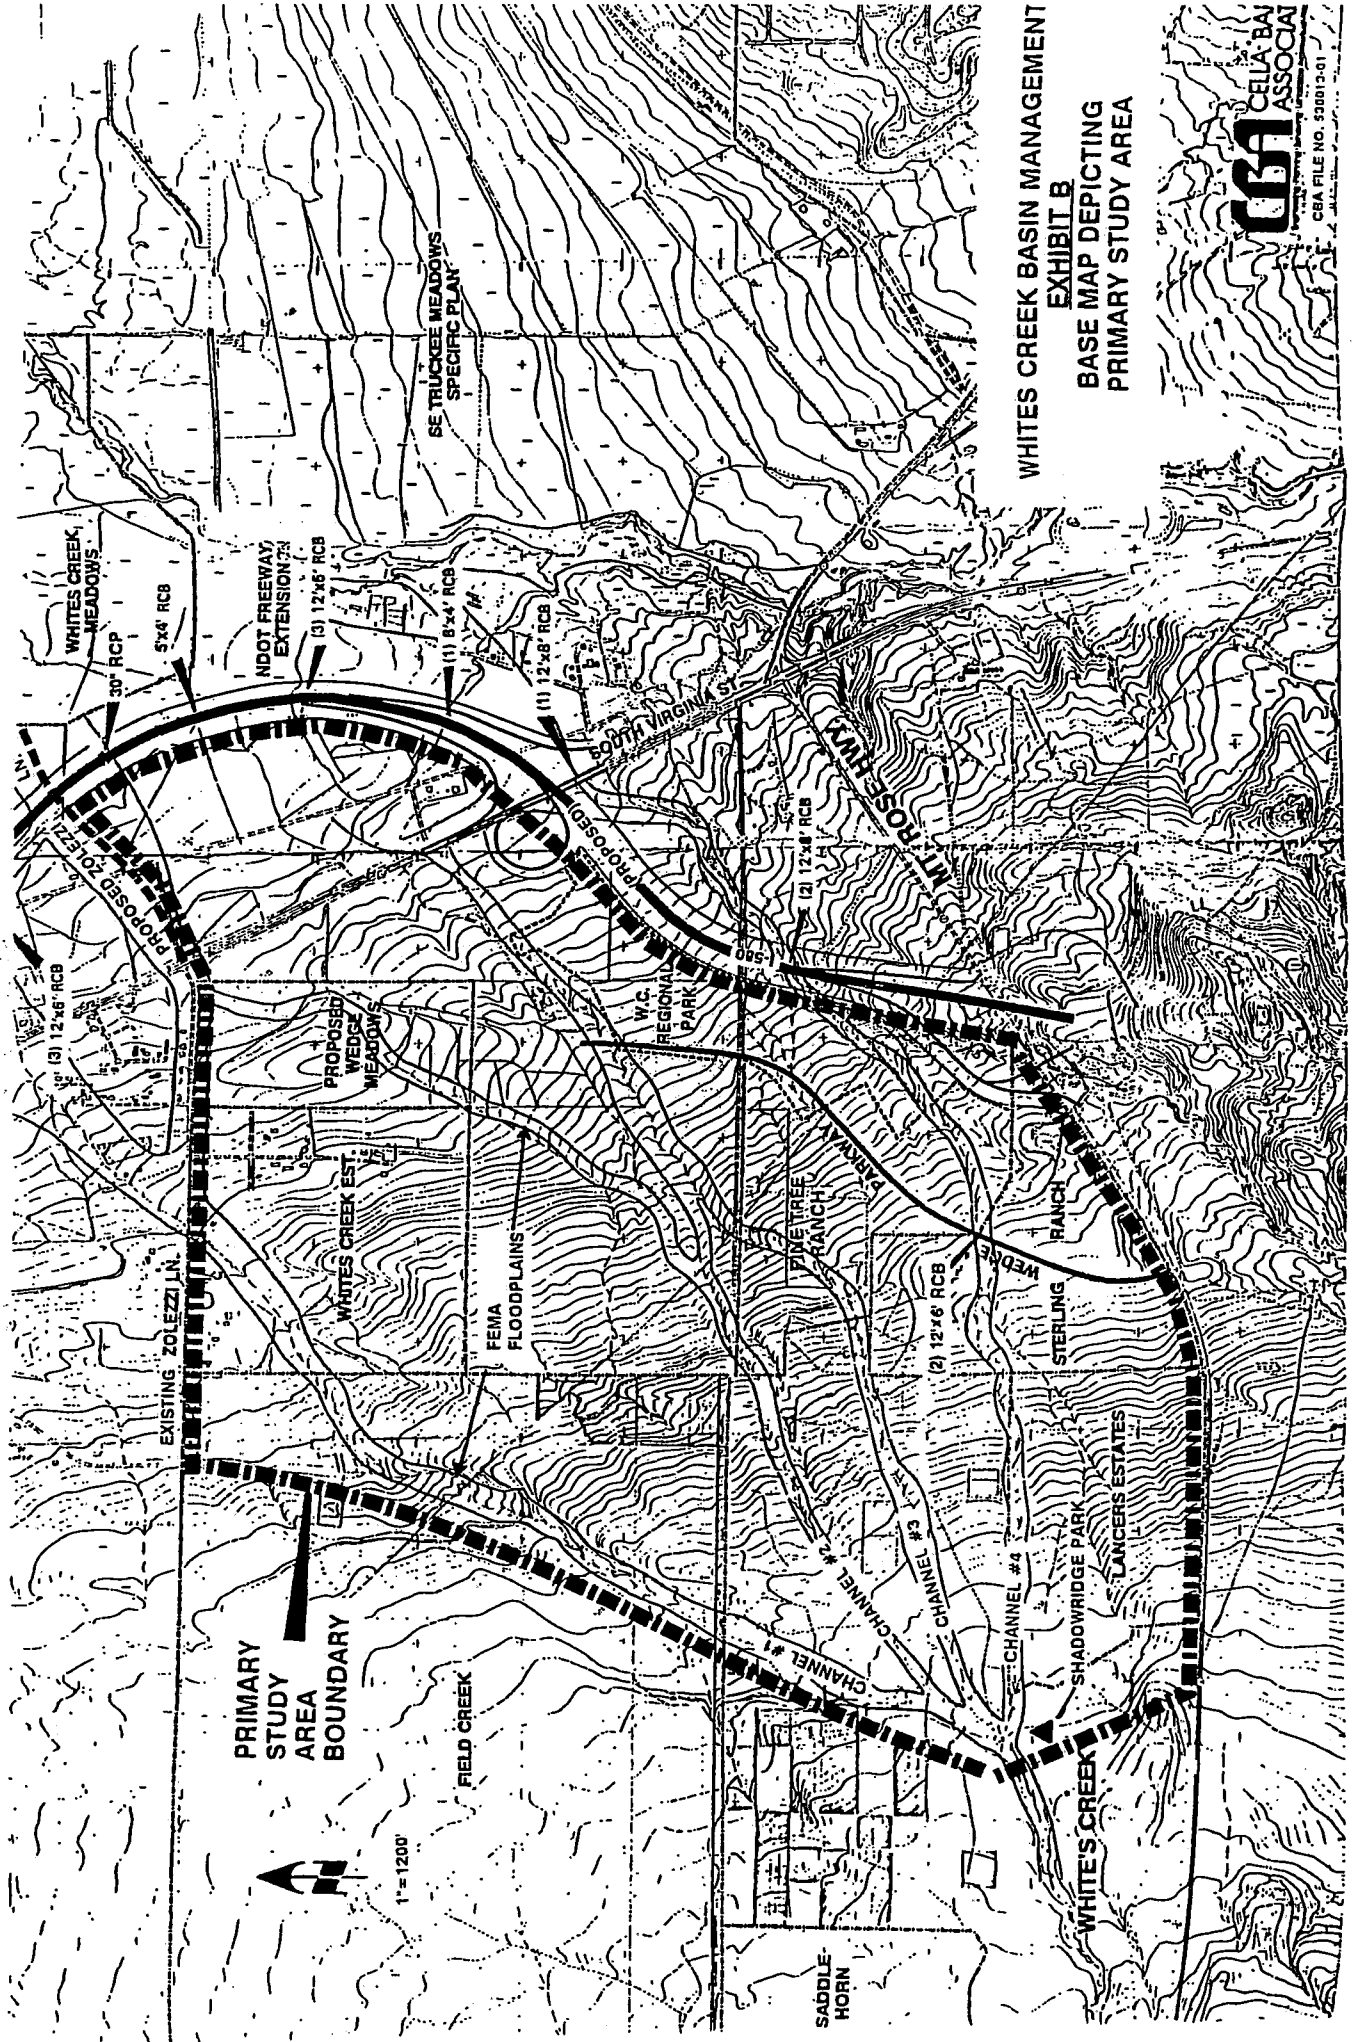 WHITES CREEK BASIN MANAGEMENT
EXHIBIT B
BASE MAP DEPICTING
PRIMARY STUDY AREA
CELLA BA
ASSOCIAT
CBA FILE NO.
PRIMARY
STUDY
AREA
BOUNDARY
1"=1200'
FIELD CREEK
SADDLE-
HORN
WHITE'S CREEK
SHADOWRIDGE PARK
LANCERS ESTATES
CHANNEL #1
CHANNEL #2
CHANNEL #3
CHANNEL #4
EXISTING ZOLEZZI LN.
WHITES CREEK EST.
FEMA
FLOODPLAINS
STERLING
RANCH
(2) 12'x6' RCB
WEDGE
PARKWAY
PINE TREE
RANCH
PROPOSED
WEDGE
MEADOWS
W.C.
REGIONAL
PARK
(3) 12'x6' RCB
PROPOSED ZOLEZZI
LN.
580
PROPOSED
(2) 12'x8' RCB
MT. ROSE HWY.
SOUTH VIRGINIA ST.
WHITES CREEK
MEADOWS
30" RCP
5'x4' RCB
NDOT FREEWAY
EXTENSION
(3) 12'x6' RCB
(1) 8'x4' RCB
(1) 12'x8' RCB
SE TRUCKEE MEADOWS
SPECIFIC PLAN